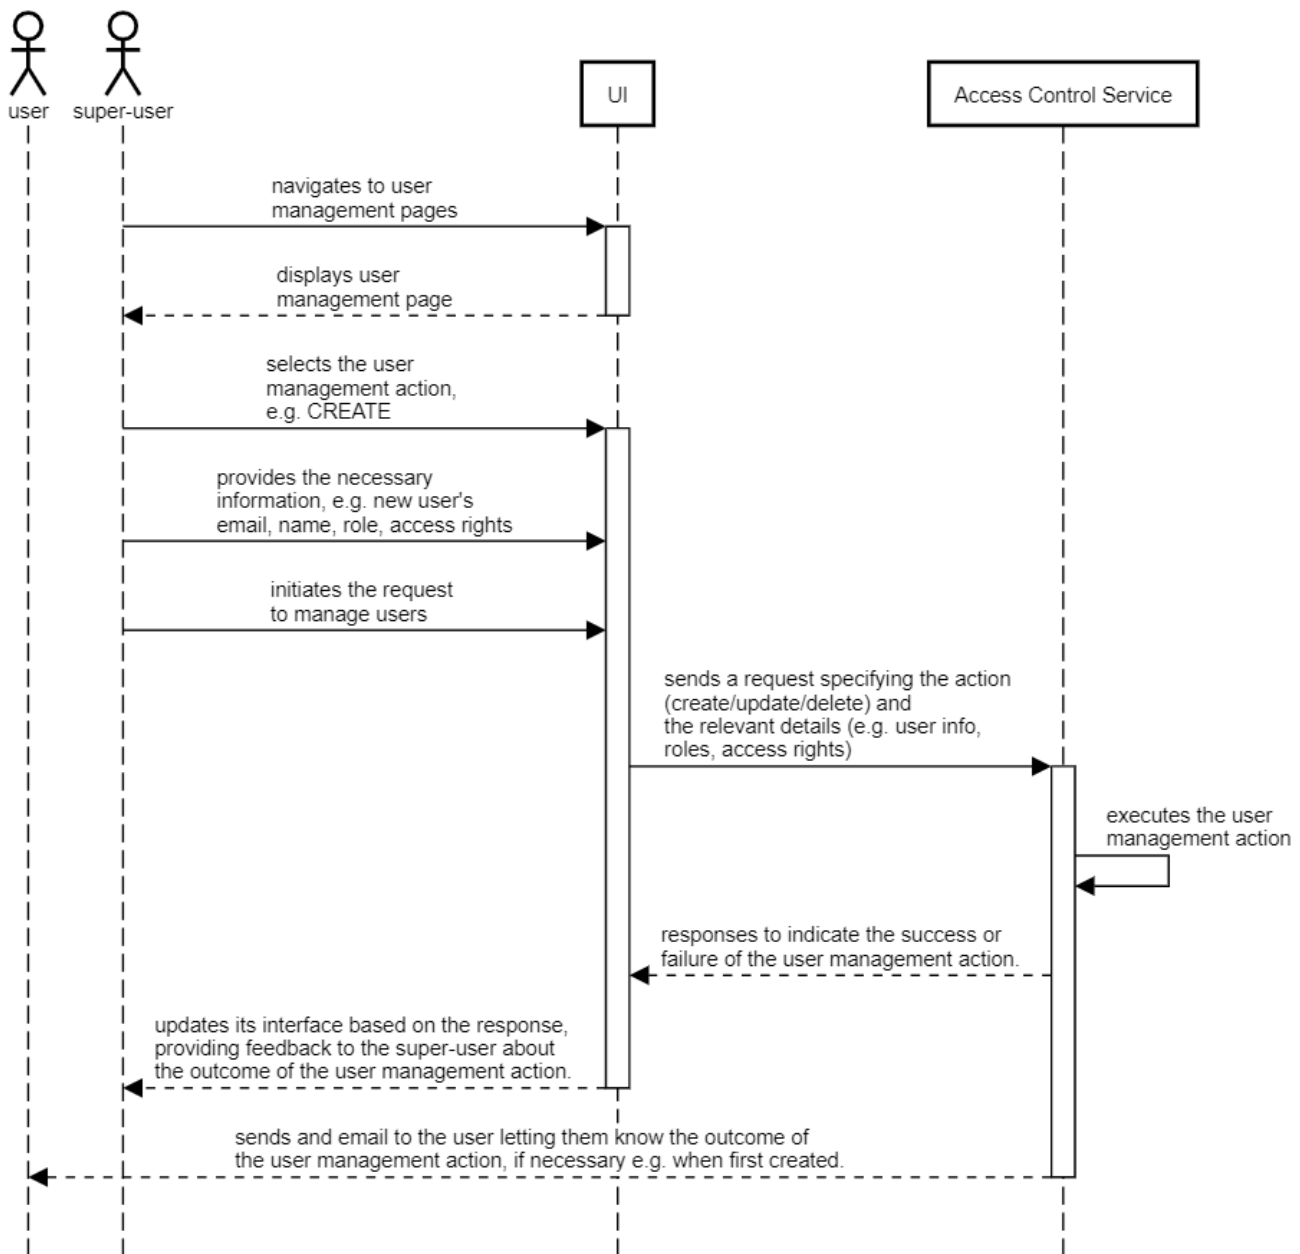 user
super-user
UI
Access Control Service
navigates to user
management pages
displays user
management page
selects the user
management action,
e.g. CREATE
provides the necessary
information, e.g. new user's
email, name, role, access rights
initiates the request
to manage users
sends a request specifying the action
(create/update/delete) and
the relevant details (e.g. user info,
roles, access rights)
executes the user
management action
responses to indicate the success or
failure of the user management action.
updates its interface based on the response,
providing feedback to the super-user about
the outcome of the user management action.
sends and email to the user letting them know the outcome of
the user management action, if necessary e.g. when first created.